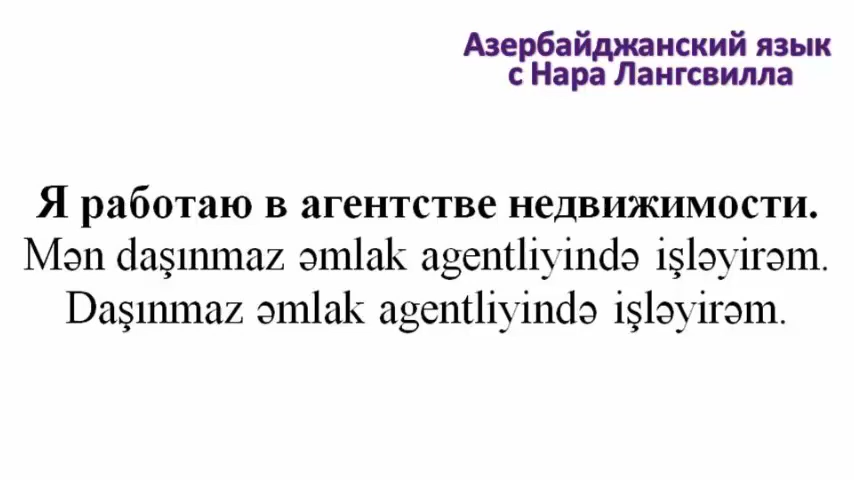 Азербайджанский язык
с Нара Лангсвилла
Я работаю в агентстве недвижимости.
Mən daşınmaz əmlak agentliyində işləyirəm.
Daşınmaz əmlak agentliyində işləyirəm.